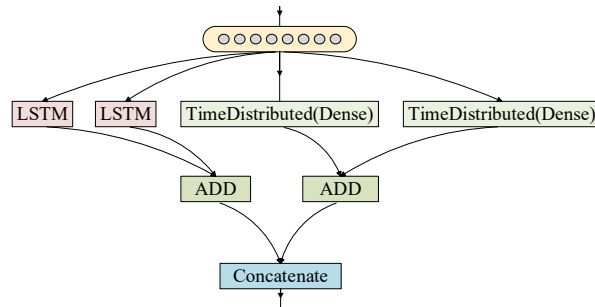 LSTM
LSTM
TimeDistributed(Dense)
TimeDistributed(Dense)
ADD
ADD
Concatenate